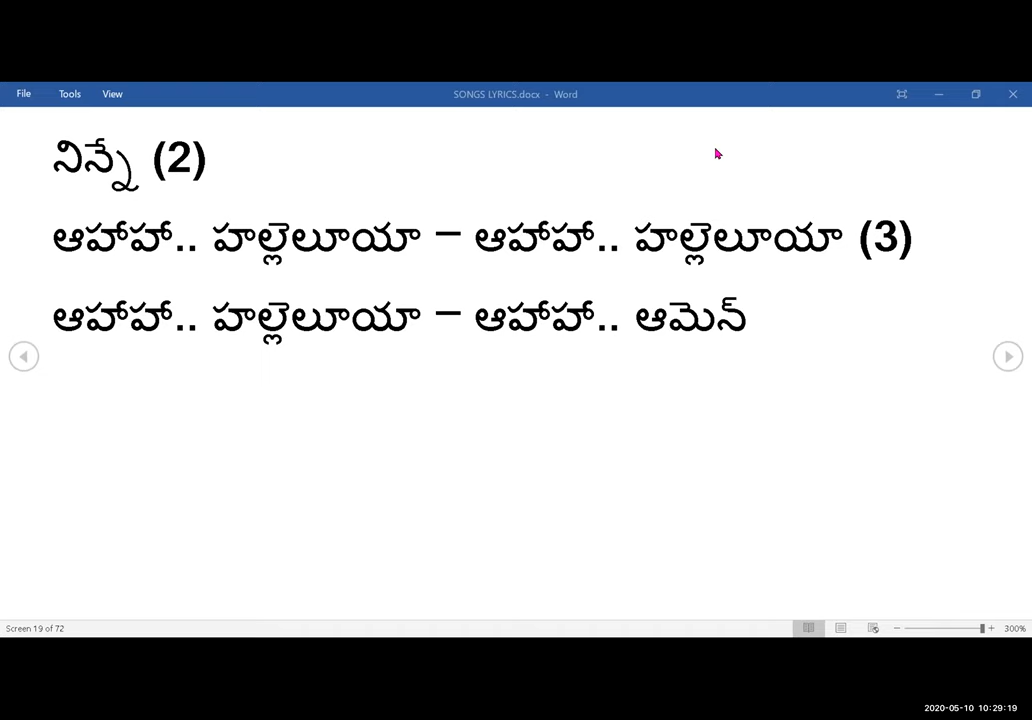 File Tools View SONGS LYRICS.docx - Word
నిన్నే (2)
ఆహాహా.. హల్లెలూయా – ఆహాహా.. హల్లెలూయా (3)
ఆహాహా.. హల్లెలూయా – ఆహాహా.. ఆమెన్
Screen 19 of 72 300%
2020-05-10 10:29:19